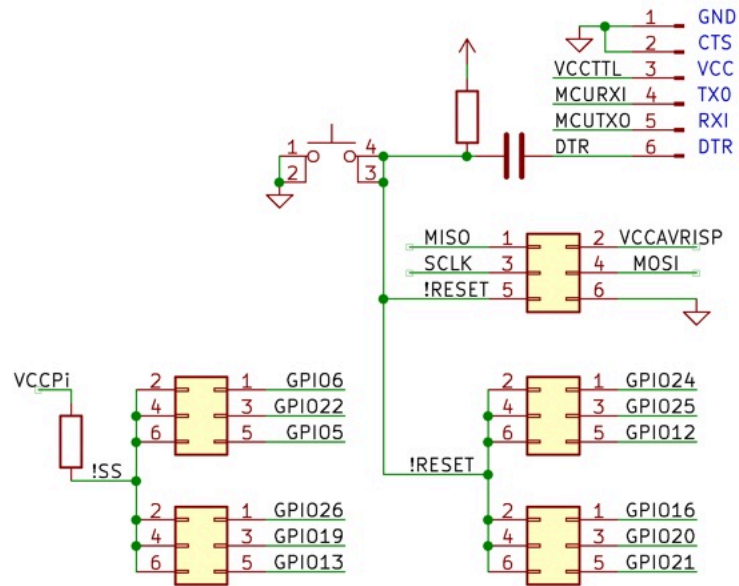 1 GND
2 CTS
VCCTTL 3 VCC
MCURXI 4 TX0
MCUTXO 5 RXI
DTR 6 DTR
1 4
2 3
MISO 1 2 VCCAVRISP
SCLK 3 4 MOSI
!RESET 5 6
VCCPi
2 1 GPIO6
4 3 GPIO22
6 5 GPIO5
!SS
2 1 GPIO26
4 3 GPIO19
6 5 GPIO13
2 1 GPIO24
4 3 GPIO25
6 5 GPIO12
!RESET
2 1 GPIO16
4 3 GPIO20
6 5 GPIO21